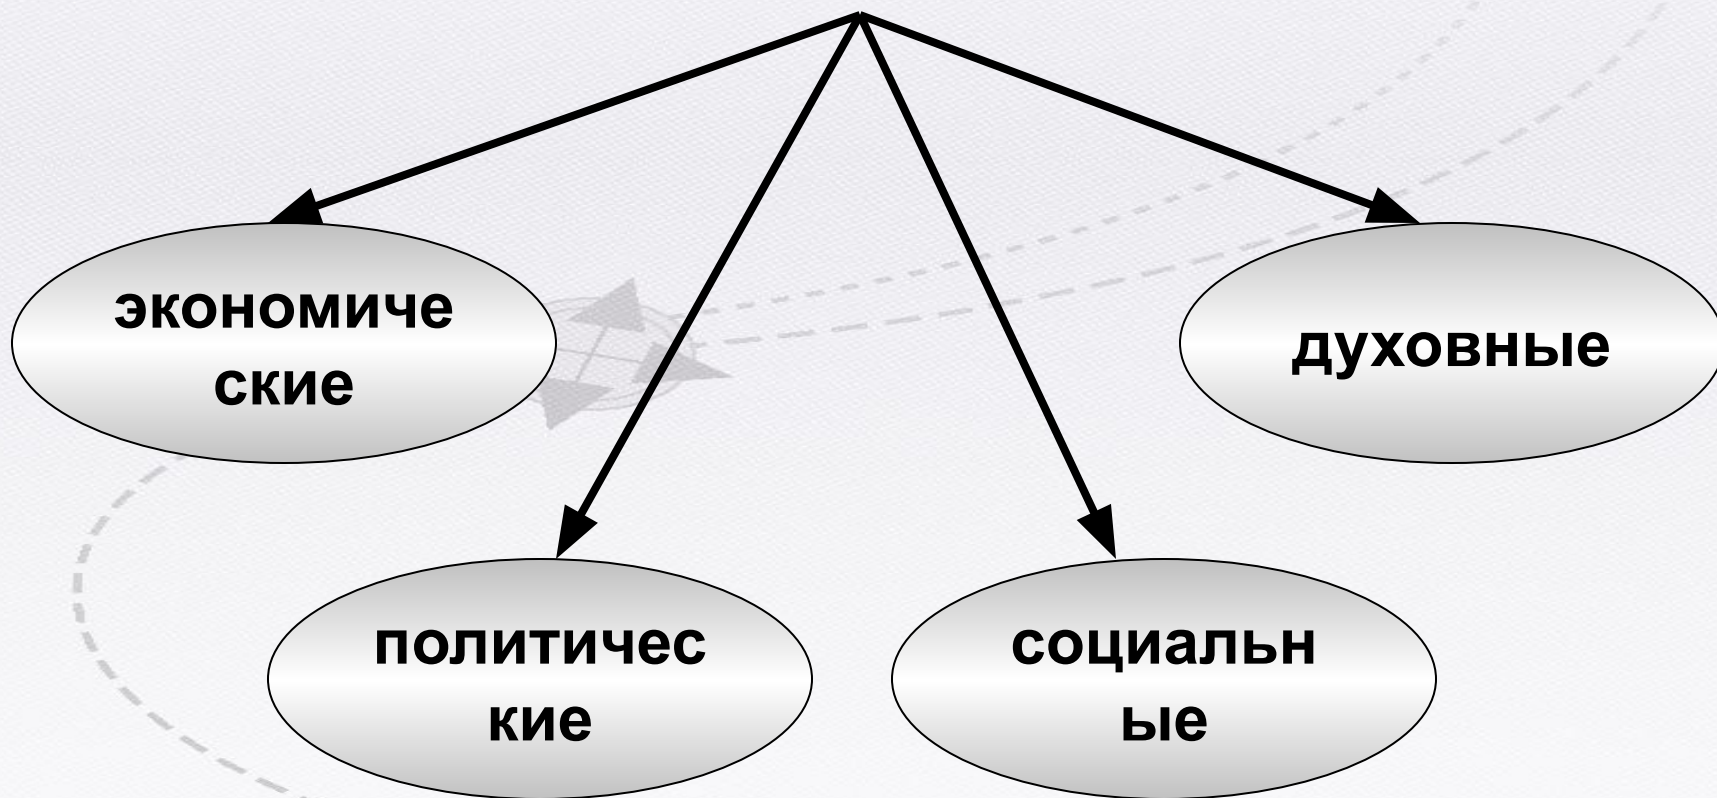 экономиче
ские
духовные
политичес
кие
социальн
ые